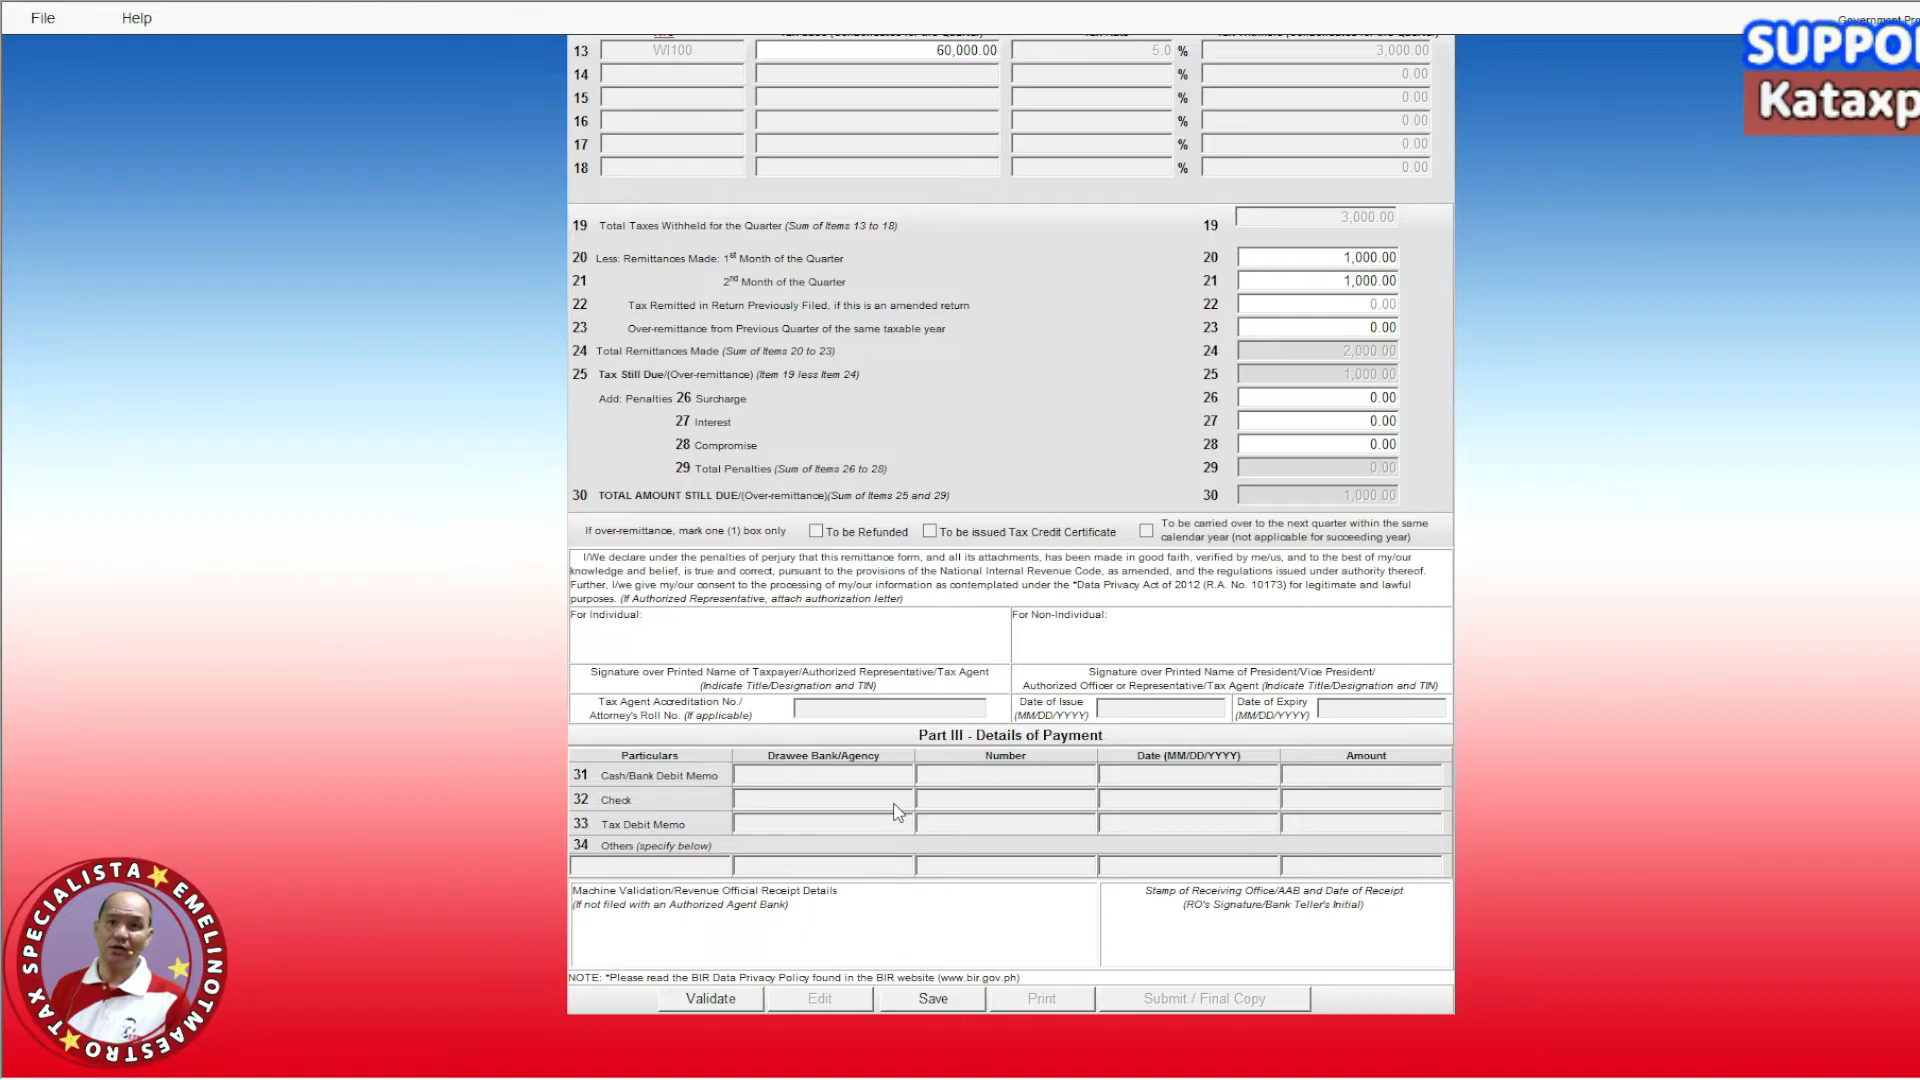 File Help
SUPPO
Kataxp
13 WI100 60,000.00 5.0 % 3,000.00
14 % 0.00
15 % 0.00
16 % 0.00
17 % 0.00
18 % 0.00
19 Total Taxes Withheld for the Quarter (Sum of Items 13 to 18) 19 3,000.00
20 Less: Remittances Made: 1st Month of the Quarter 20 1,000.00
21 2nd Month of the Quarter 21 1,000.00
22 Tax Remitted in Return Previously Filed, if this is an amended return 22 0.00
23 Over-remittance from Previous Quarter of the same taxable year 23 0.00
24 Total Remittances Made (Sum of Items 20 to 23) 24 2,000.00
25 Tax Still Due/(Over-remittance) (Item 19 less Item 24) 25 1,000.00
Add: Penalties 26 Surcharge 26 0.00
27 Interest 27 0.00
28 Compromise 28 0.00
29 Total Penalties (Sum of Items 26 to 28) 29 0.00
30 TOTAL AMOUNT STILL DUE/(Over-remittance)(Sum of Items 25 and 29) 30 1,000.00
If over-remittance, mark one (1) box only To be Refunded To be issued Tax Credit Certificate To be carried over to the next quarter within the same
calendar year (not applicable for succeeding year)
I/We declare under the penalties of perjury that this remittance form, and all its attachments, has been made in good faith, verified by me/us, and to the best of my/our
knowledge and belief, is true and correct, pursuant to the provisions of the National Internal Revenue Code, as amended, and the regulations issued under authority thereof.
Further, I/we give my/our consent to the processing of my/our information as contemplated under the *Data Privacy Act of 2012 (R.A. No. 10173) for legitimate and lawful
purposes. (If Authorized Representative, attach authorization letter)
For Individual: For Non-Individual:
Signature over Printed Name of Taxpayer/Authorized Representative/Tax Agent Signature over Printed Name of President/Vice President/
(Indicate Title/Designation and TIN) Authorized Officer or Representative/Tax Agent (Indicate Title/Designation and TIN)
Tax Agent Accreditation No./ Date of Issue Date of Expiry
Attorney's Roll No. (If applicable) (MM/DD/YYYY) (MM/DD/YYYY)
Part III - Details of Payment
Particulars Drawee Bank/Agency Number Date (MM/DD/YYYY) Amount
31 Cash/Bank Debit Memo
32 Check
33 Tax Debit Memo
34 Others (specify below)
Machine Validation/Revenue Official Receipt Details Stamp of Receiving Office/AAB and Date of Receipt
(If not filed with an Authorized Agent Bank) (RO's Signature/Bank Teller's Initial)
NOTE: *Please read the BIR Data Privacy Policy found in the BIR website (www.bir.gov.ph)
Validate Edit Save Print Submit / Final Copy
TAX SPECIALISTA EMELINOTMAESTRO